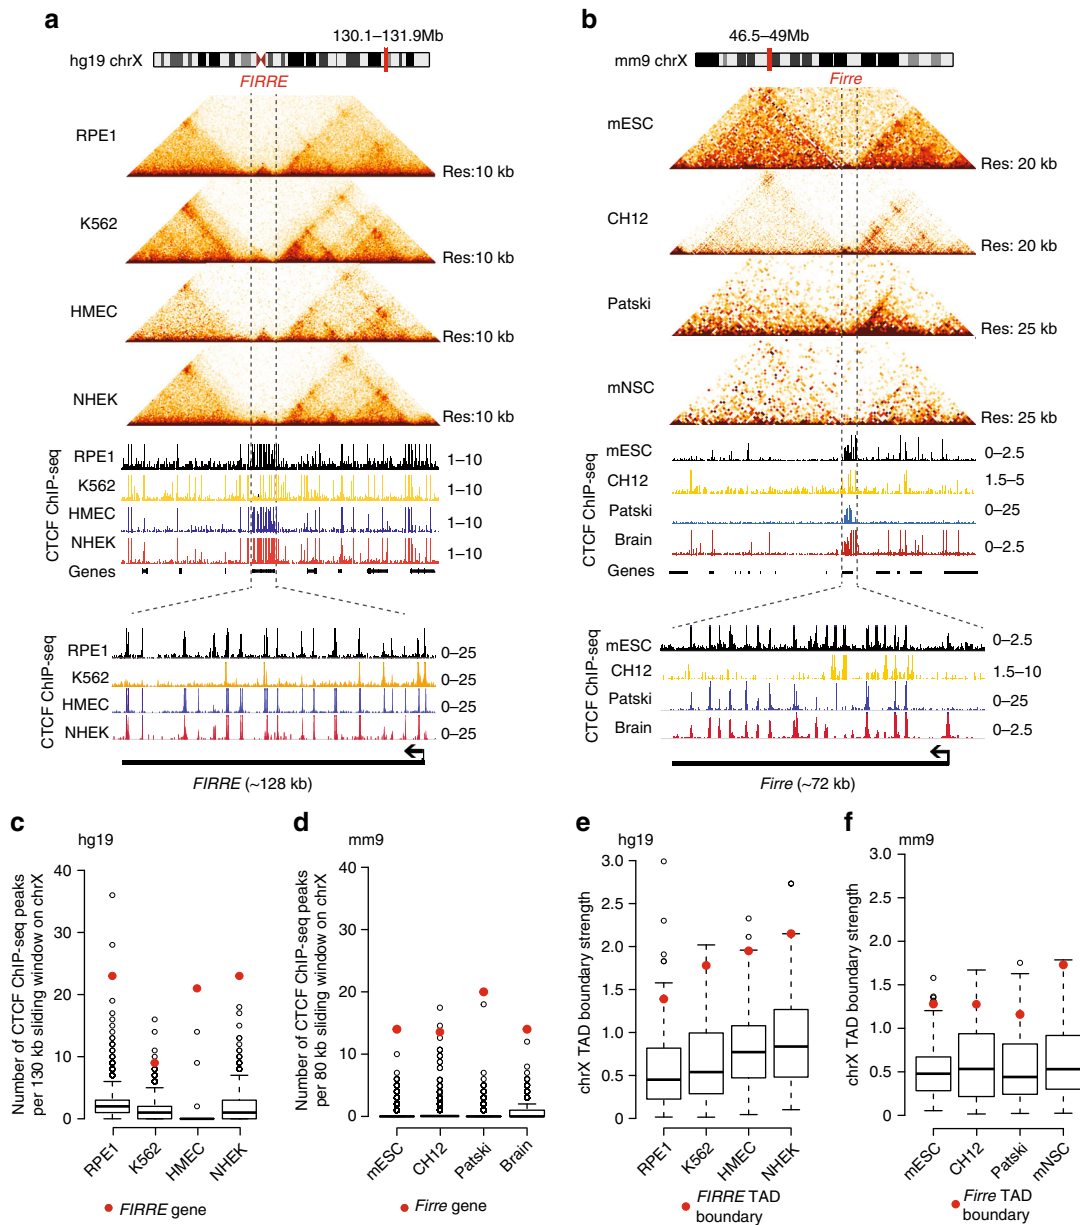 a
130.1–131.9Mb
hg19 chrX
FIRRE
RPE1
Res:10 kb
K562
Res:10 kb
HMEC
Res:10 kb
NHEK
Res:10 kb
CTCF ChIP-seq
RPE1
1–10
K562
1–10
HMEC
1–10
NHEK
1–10
Genes
CTCF ChIP-seq
RPE1
0–25
K562
0–25
HMEC
0–25
NHEK
0–25
FIRRE (~128 kb)
b
46.5–49Mb
mm9 chrX
Firre
mESC
Res: 20 kb
CH12
Res: 20 kb
Patski
Res: 25 kb
mNSC
Res: 25 kb
CTCF ChIP-seq
mESC
0–2.5
CH12
1.5–5
Patski
0–25
Brain
0–2.5
Genes
CTCF ChIP-seq
mESC
0–2.5
CH12
1.5–10
Patski
0–25
Brain
0–2.5
Firre (~72 kb)
c
hg19
Number of CTCF ChIP-seq peaks
per 130 kb sliding window on chrX
40
30
20
10
0
RPE1
K562
HMEC
NHEK
FIRRE gene
d
mm9
Number of CTCF ChIP-seq peaks
per 80 kb sliding window on chrX
40
30
20
10
0
mESC
CH12
Patski
Brain
Firre gene
e
hg19
chrX TAD boundary strength
3.0
2.5
2.0
1.5
1.0
0.5
0
RPE1
K562
HMEC
NHEK
FIRRE TAD
boundary
f
mm9
chrX TAD boundary strength
3.0
2.5
2.0
1.5
1.0
0.5
0
mESC
CH12
Patski
mNSC
Firre TAD
boundary